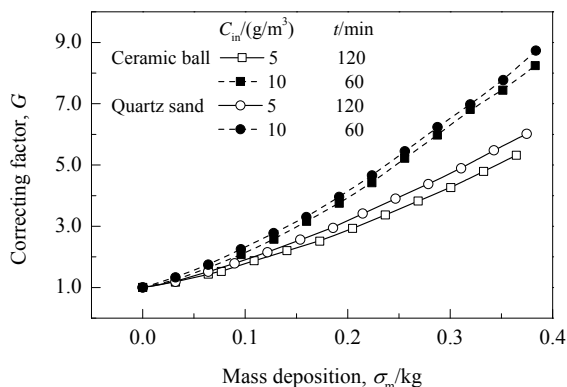 C_in/(g/m³) t/min
Ceramic ball 5 120
10 60
Quartz sand 5 120
10 60
9.0
7.0
5.0
3.0
1.0
Correcting factor, G
0.0 0.1 0.2 0.3 0.4
Mass deposition, σ_m/kg